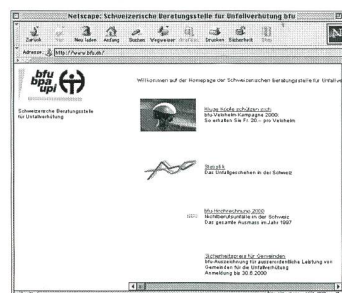 Netscape: Schweizerische Beratungsstelle für Unfallverhütung bfu
Zurück Neu laden Anfang Suchen Wegweiser Drucken Sicherheit Stop
Adresse: http://www.bfu.ch/
bfu
bpa
upi
Willkommen auf der Homepage der Schweizerischen Beratungsstelle für Unfallver
Schweizerische Beratungsstelle
für Unfallverhütung
Kluge Köpfe schützen sich
bfu-Velohelm-Kampagne 2000:
So erhalten Sie Fr. 20.– pro Velohelm
Statistik
Das Unfallgeschehen in der Schweiz
NEU
bfu-Hochrechnung 2000
Nichtberufsunfälle in der Schweiz
Das gesamte Ausmass im Jahr 1997
Sicherheitspreis für Gemeinden
bfu-Auszeichnung für ausserordentliche Leistung von
Gemeinden für die Unfallverhütung
Anmeldung bis 30.6.2000